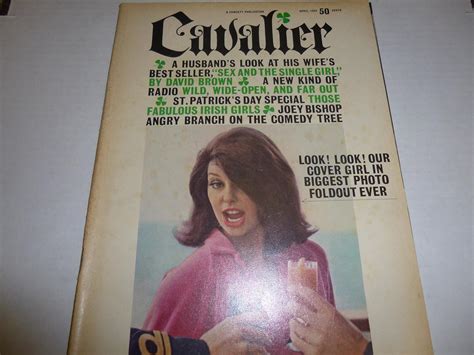 A FAWCETT PUBLICATION
APRIL 50 CENTS
Cavalier
A HUSBAND'S LOOK AT HIS WIFE'S
BEST SELLER, "SEX AND THE SINGLE GIRL,"
BY DAVID BROWN A NEW KIND OF
RADIO WILD, WIDE-OPEN, AND FAR OUT
ST. PATRICK'S DAY SPECIAL THOSE
FABULOUS IRISH GIRLS JOEY BISHOP
ANGRY BRANCH ON THE COMEDY TREE
LOOK! LOOK! OUR
COVER GIRL IN
BIGGEST PHOTO
FOLDOUT EVER